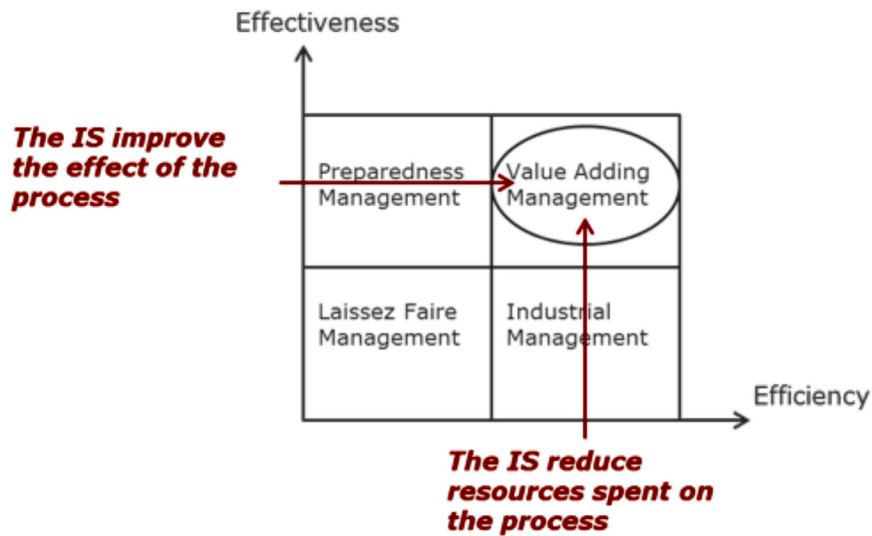 Effectiveness
The IS improve
the effect of the
process
Preparedness
Management
Value Adding
Management
Laissez Faire
Management
Industrial
Management
Efficiency
The IS reduce
resources spent on
the process